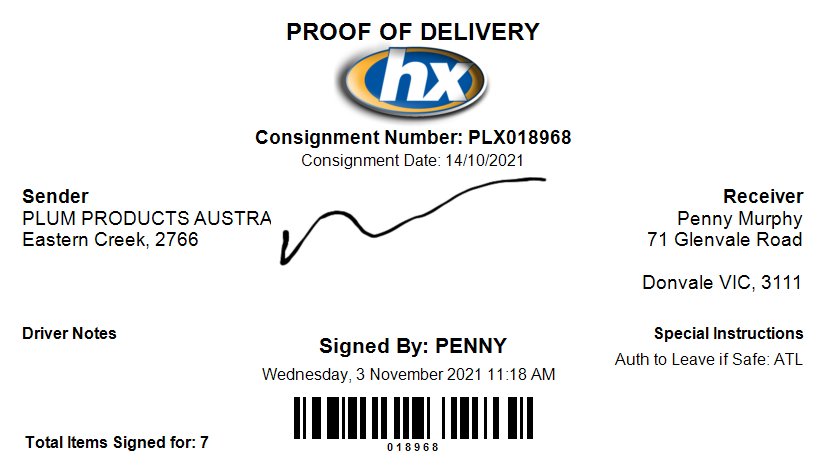 PROOF OF DELIVERY
hx
Consignment Number: PLX018968
Consignment Date: 14/10/2021
Sender
PLUM PRODUCTS AUSTRA
Eastern Creek, 2766
Receiver
Penny Murphy
71 Glenvale Road
Donvale VIC, 3111
Driver Notes
Signed By: PENNY
Wednesday, 3 November 2021 11:18 AM
Special Instructions
Auth to Leave if Safe: ATL
018968
Total Items Signed for: 7